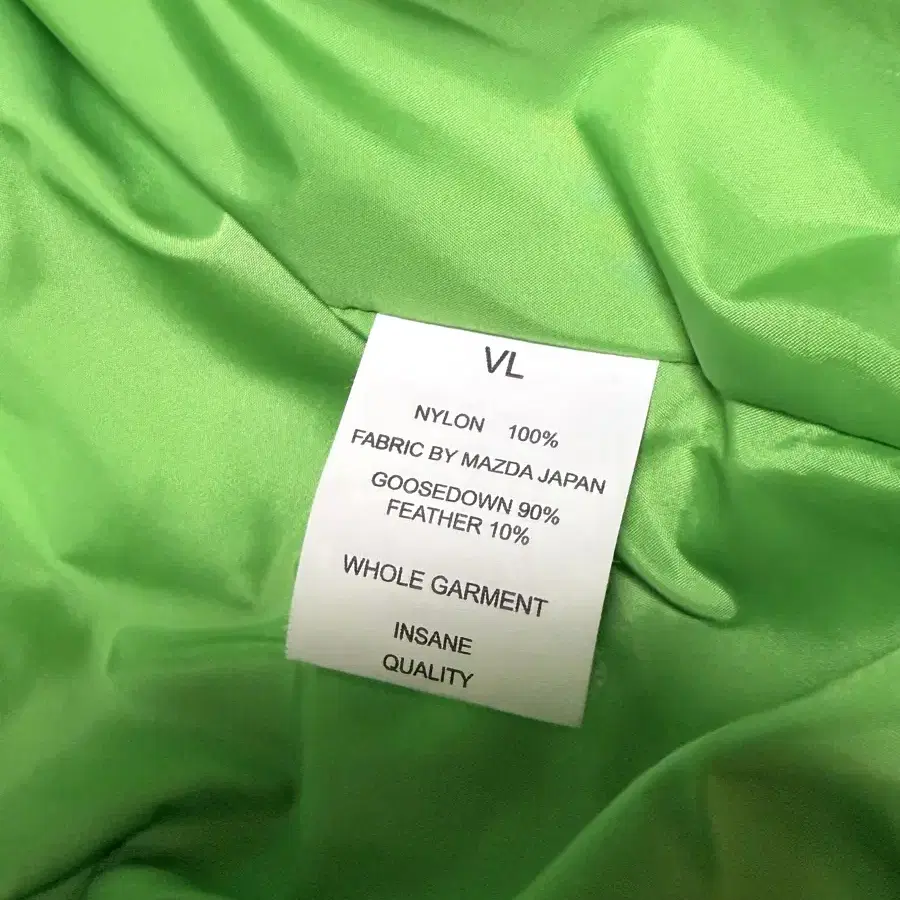 VL
NYLON 100%
FABRIC BY MAZDA JAPAN
GOOSEDOWN 90%
FEATHER 10%
WHOLE GARMENT
INSANE
QUALITY